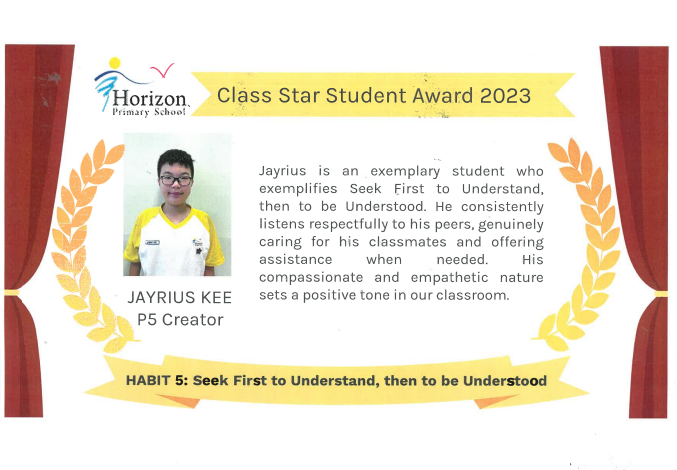 Horizon
Primary School
Class Star Student Award 2023
Jayrius is an exemplary student who
exemplifies Seek First to Understand,
then to be Understood. He consistently
listens respectfully to his peers, genuinely
caring for his classmates and offering
assistance when needed. His
compassionate and empathetic nature
sets a positive tone in our classroom.
JAYRIUS KEE
P5 Creator
HABIT 5: Seek First to Understand, then to be Understood